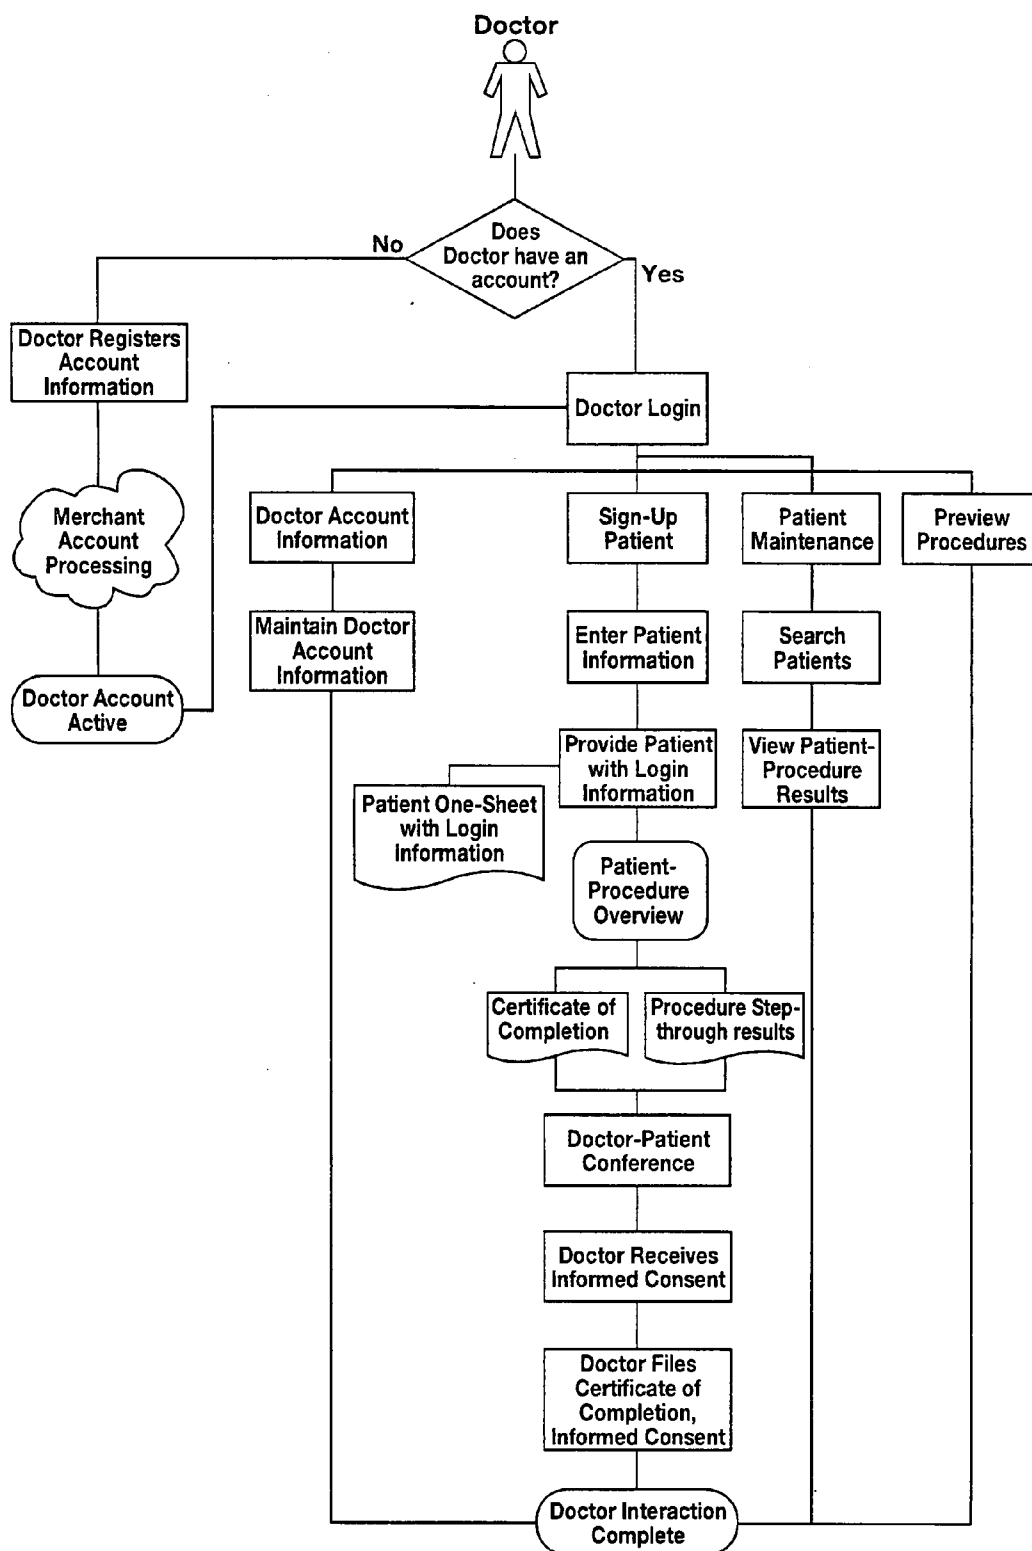 Doctor
Does
Doctor have an
account?
No
Yes
Doctor Registers
Account
Information
Doctor Login
Merchant
Account
Processing
Doctor Account
Information
Sign-Up
Patient
Patient
Maintenance
Preview
Procedures
Maintain Doctor
Account
Information
Enter Patient
Information
Search
Patients
Doctor Account
Active
Provide Patient
with Login
Information
View Patient-
Procedure
Results
Patient One-Sheet
with Login
Information
Patient-
Procedure
Overview
Certificate of
Completion
Procedure Step-
through results
Doctor-Patient
Conference
Doctor Receives
Informed Consent
Doctor Files
Certificate of
Completion,
Informed Consent
Doctor Interaction
Complete